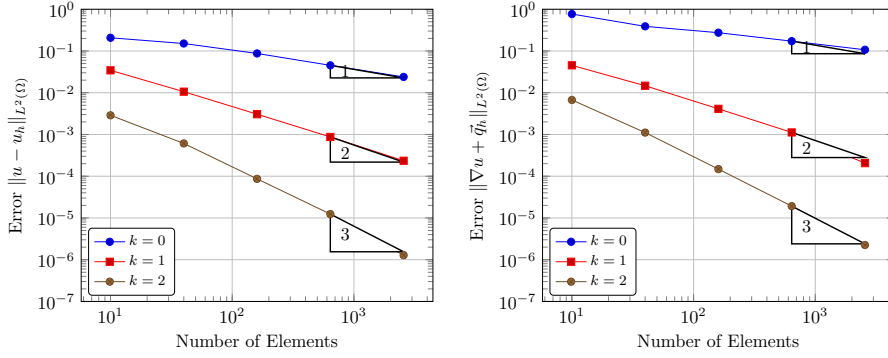 10^0
10^−1
10^−2
10^−3
10^−4
10^−5
10^−6
10^−7
Error ‖u − u_h‖_{L^2(Ω)}
1
2
3
k = 0
k = 1
k = 2
10^1
10^2
10^3
Number of Elements
10^0
10^−1
10^−2
10^−3
10^−4
10^−5
10^−6
10^−7
Error ‖∇u + \vec{q}_h‖_{L^2(Ω)}
1
2
3
k = 0
k = 1
k = 2
10^1
10^2
10^3
Number of Elements